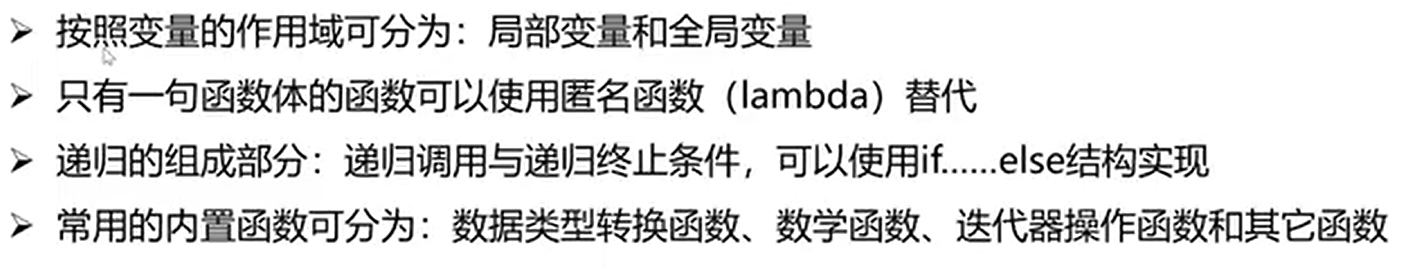 ➢ 按照变量的作用域可分为：局部变量和全局变量
➢ 只有一句函数体的函数可以使用匿名函数（lambda）替代
➢ 递归的组成部分：递归调用与递归终止条件，可以使用if……else结构实现
➢ 常用的内置函数可分为：数据类型转换函数、数学函数、迭代器操作函数和其它函数